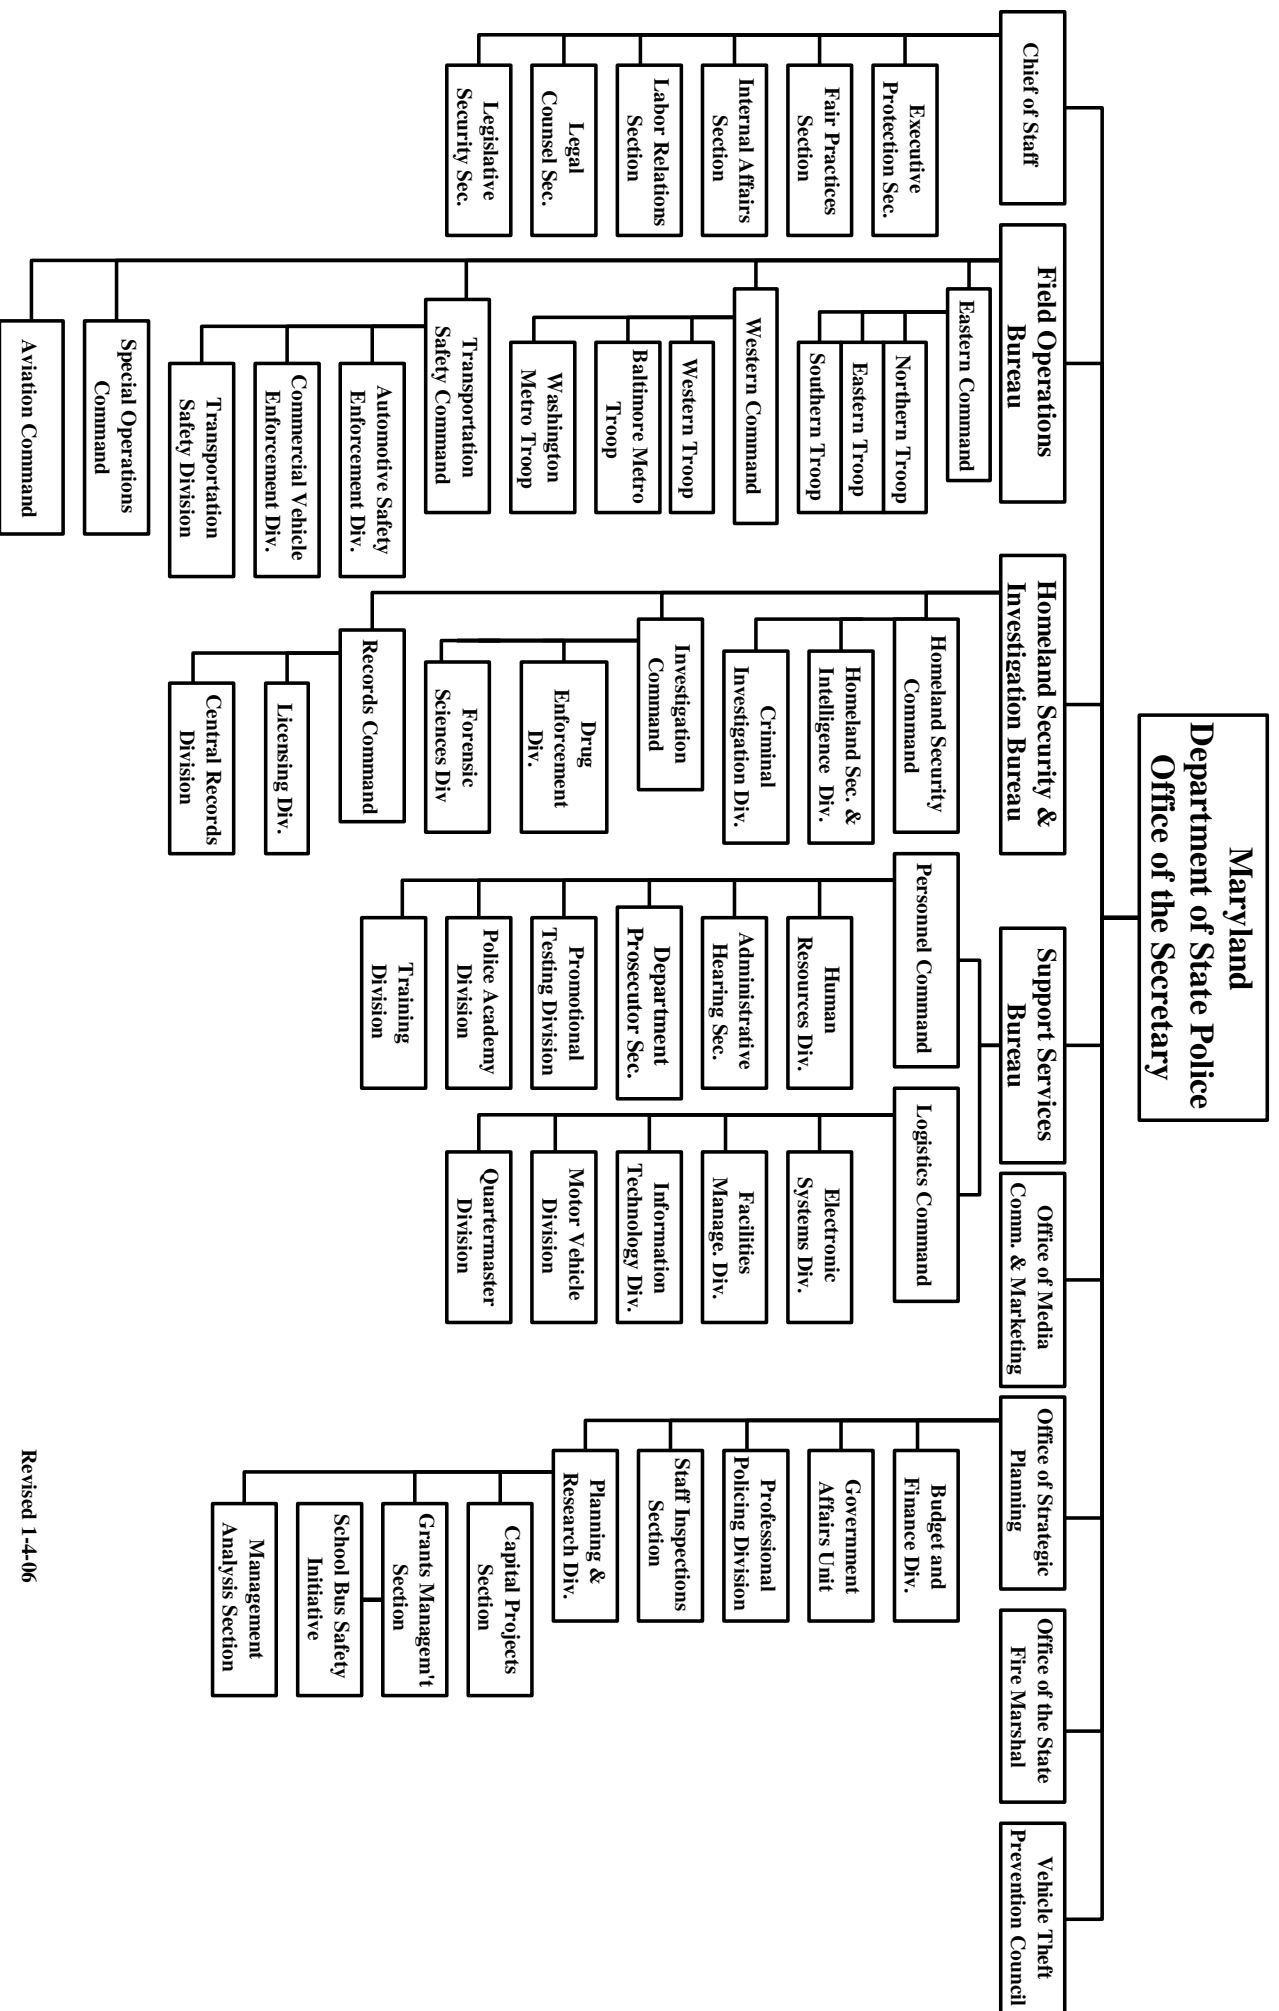 Maryland
Department of State Police
Office of the Secretary
Chief of Staff
Executive
Protection Sec.
Fair Practices
Section
Internal Affairs
Section
Labor Relations
Section
Legal
Counsel Sec.
Legislative
Security Sec.
Field Operations
Bureau
Eastern Command
Northern Troop
Eastern Troop
Southern Troop
Western Command
Western Troop
Baltimore Metro
Troop
Washington
Metro Troop
Transportation
Safety Command
Automotive Safety
Enforcement Div.
Commercial Vehicle
Enforcement Div.
Transportation
Safety Division
Special Operations
Command
Aviation Command
Homeland Security &
Investigation Bureau
Homeland Security
Command
Homeland Sec. &
Intelligence Div.
Criminal
Investigation Div.
Investigation
Command
Drug
Enforcement
Div.
Forensic
Sciences Div
Records Command
Licensing Div.
Central Records
Division
Support Services
Bureau
Personnel Command
Human
Resources Div.
Administrative
Hearing Sec.
Department
Prosecutor Sec.
Promotional
Testing Division
Police Academy
Division
Training
Division
Logistics Command
Electronic
Systems Div.
Facilities
Manage. Div.
Information
Technology Div.
Motor Vehicle
Division
Quartermaster
Division
Office of Media
Comm. & Marketing
Office of Strategic
Planning
Budget and
Finance Div.
Government
Affairs Unit
Professional
Policing Division
Staff Inspections
Section
Planning &
Research Div.
Capital Projects
Section
Grants Managem't
Section
School Bus Safety
Initiative
Management
Analysis Section
Office of the State
Fire Marshal
Vehicle Theft
Prevention Council
Revised 1-4-06